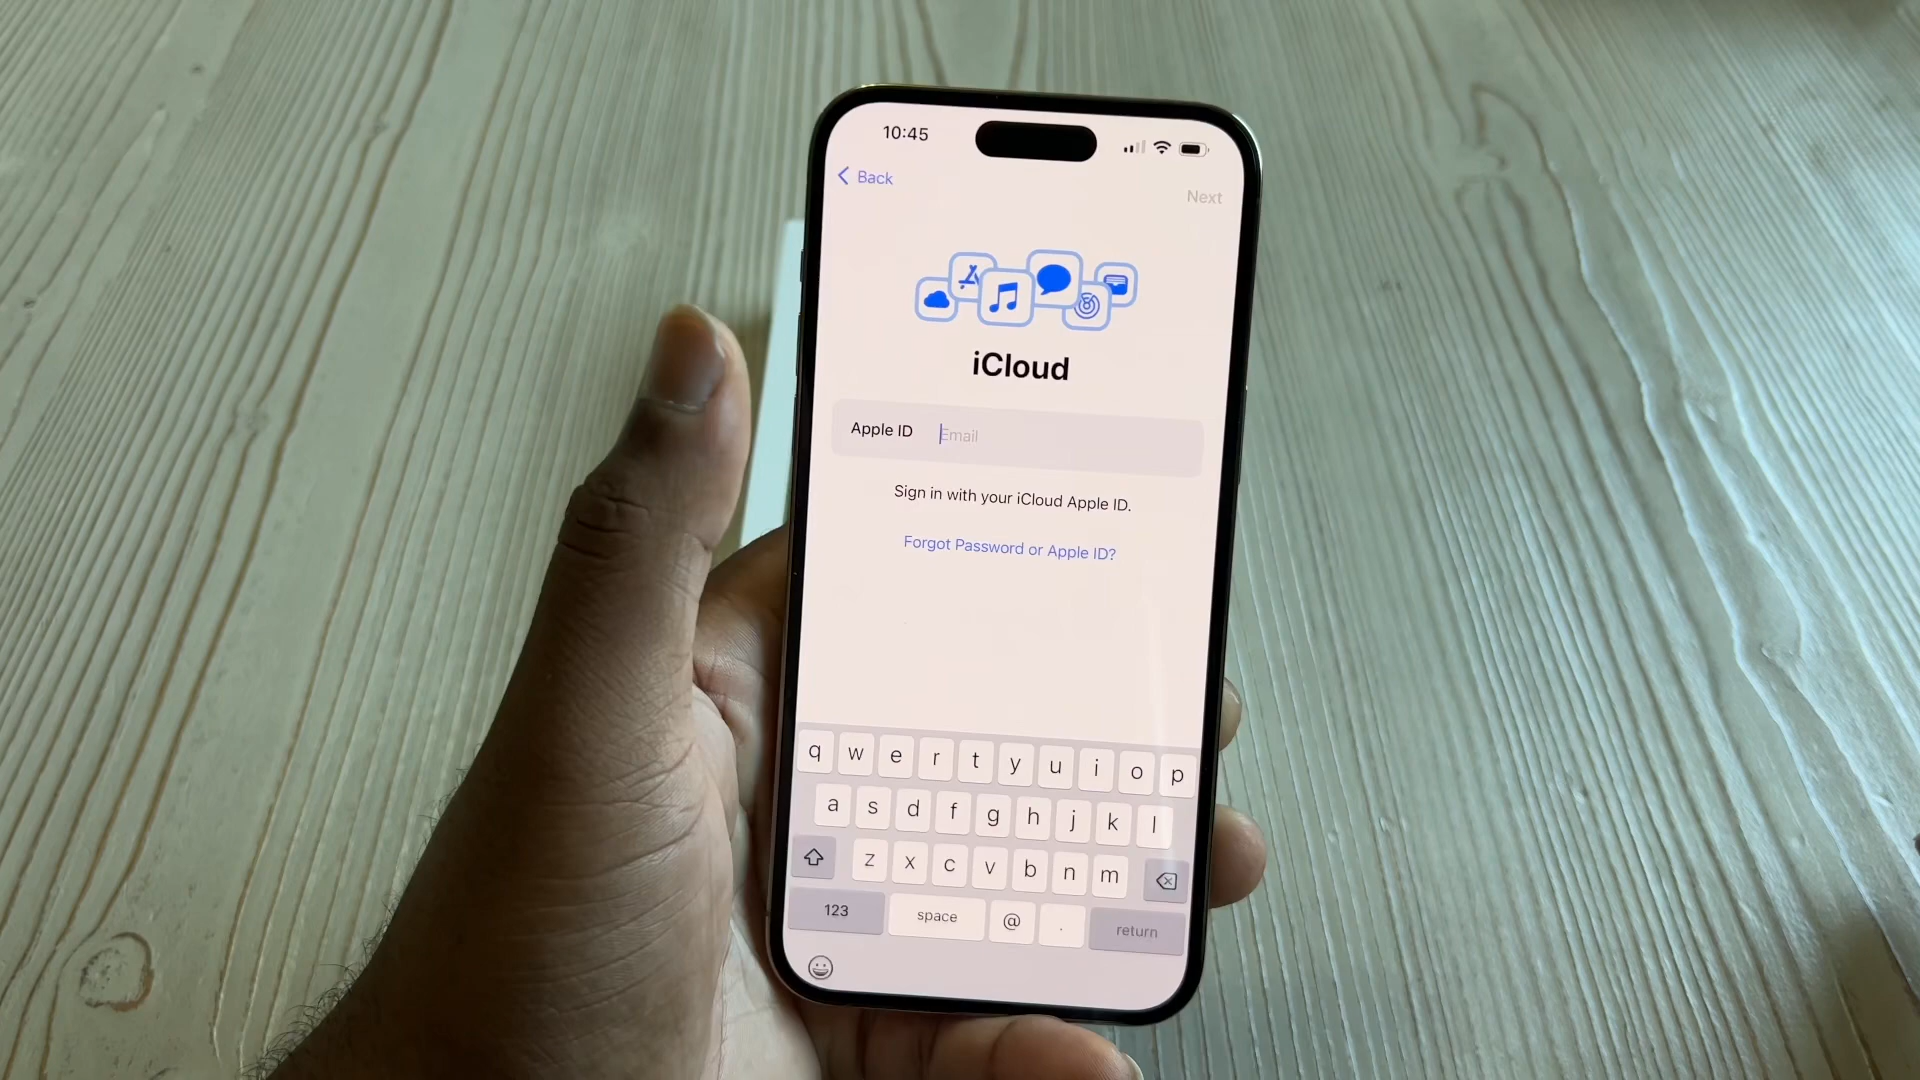 10:45
Back
Next
iCloud
Apple ID Email
Sign in with your iCloud Apple ID.
Forgot Password or Apple ID?
q w e r t y u i o p
a s d f g h j k l
z x c v b n m
123 space @ . return